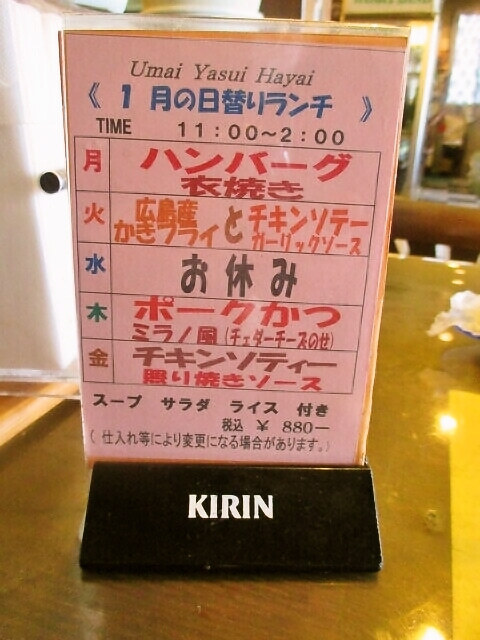 Umai Yasui Hayai
《 1 月の日替りランチ 》
TIME 11:00~2:00
月 ハンバーグ
衣焼き
火 広島産 かきフライ と チキンソテー ガーリックソース
水 お休み
木 ポークかつ
ミラノ風(チェダーチーズのせ)
金 チキンソティー
照り焼きソース
スープ サラダ ライス 付き
税込 ¥ 880-
( 仕入れ等により変更になる場合があります。)
KIRIN